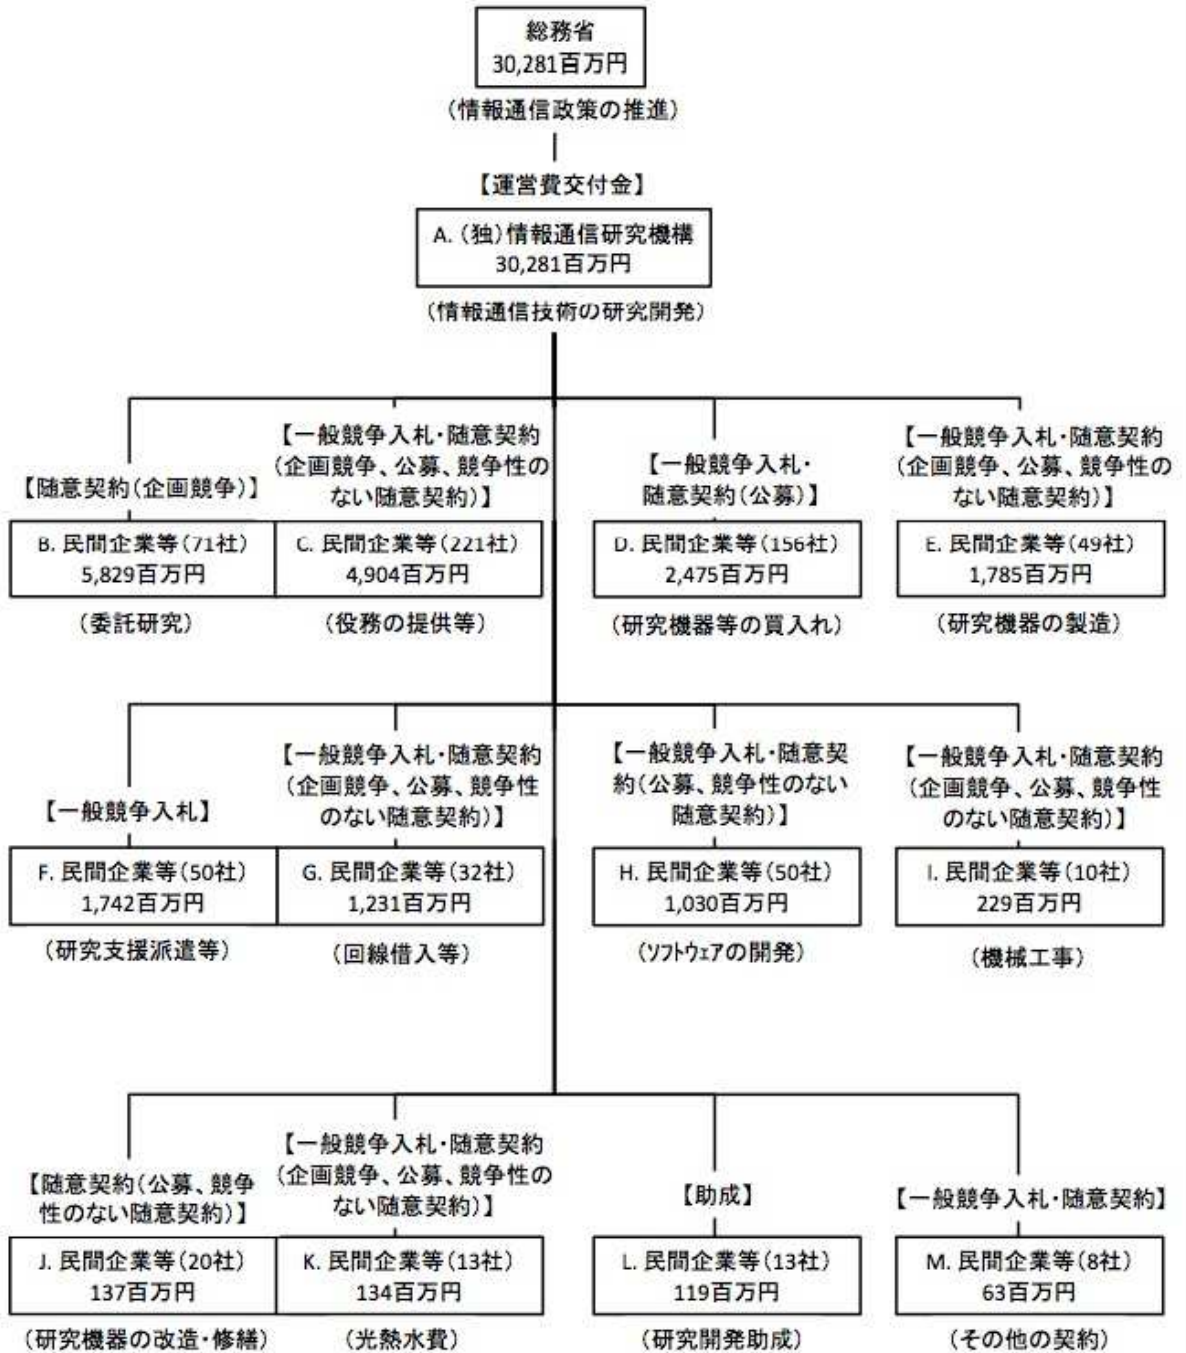 総務省
30,281百万円
(情報通信政策の推進)
【運営費交付金】
A. (独)情報通信研究機構
30,281百万円
(情報通信技術の研究開発)
【随意契約(企画競争)】
B. 民間企業等(71社)
5,829百万円
(委託研究)
【一般競争入札・随意契約
(企画競争、公募、競争性の
ない随意契約)】
C. 民間企業等(221社)
4,904百万円
(役務の提供等)
【一般競争入札・
随意契約(公募)】
D. 民間企業等(156社)
2,475百万円
(研究機器等の買入れ)
【一般競争入札・随意契約
(企画競争、公募、競争性の
ない随意契約)】
E. 民間企業等(49社)
1,785百万円
(研究機器の製造)
【一般競争入札】
F. 民間企業等(50社)
1,742百万円
(研究支援派遣等)
【一般競争入札・随意契約
(企画競争、公募、競争性
のない随意契約)】
G. 民間企業等(32社)
1,231百万円
(回線借入等)
【一般競争入札・随意契
約(公募、競争性のない
随意契約)】
H. 民間企業等(50社)
1,030百万円
(ソフトウェアの開発)
【一般競争入札・随意契約
(企画競争、公募、競争性
のない随意契約)】
I. 民間企業等(10社)
229百万円
(機械工事)
【随意契約(公募、競争
性のない随意契約)】
J. 民間企業等(20社)
137百万円
(研究機器の改造・修繕)
【一般競争入札・随意契約
(企画競争、公募、競争性の
ない随意契約)】
K. 民間企業等(13社)
134百万円
(光熱水費)
【助成】
L. 民間企業等(13社)
119百万円
(研究開発助成)
【一般競争入札・随意契約】
M. 民間企業等(8社)
63百万円
(その他の契約)